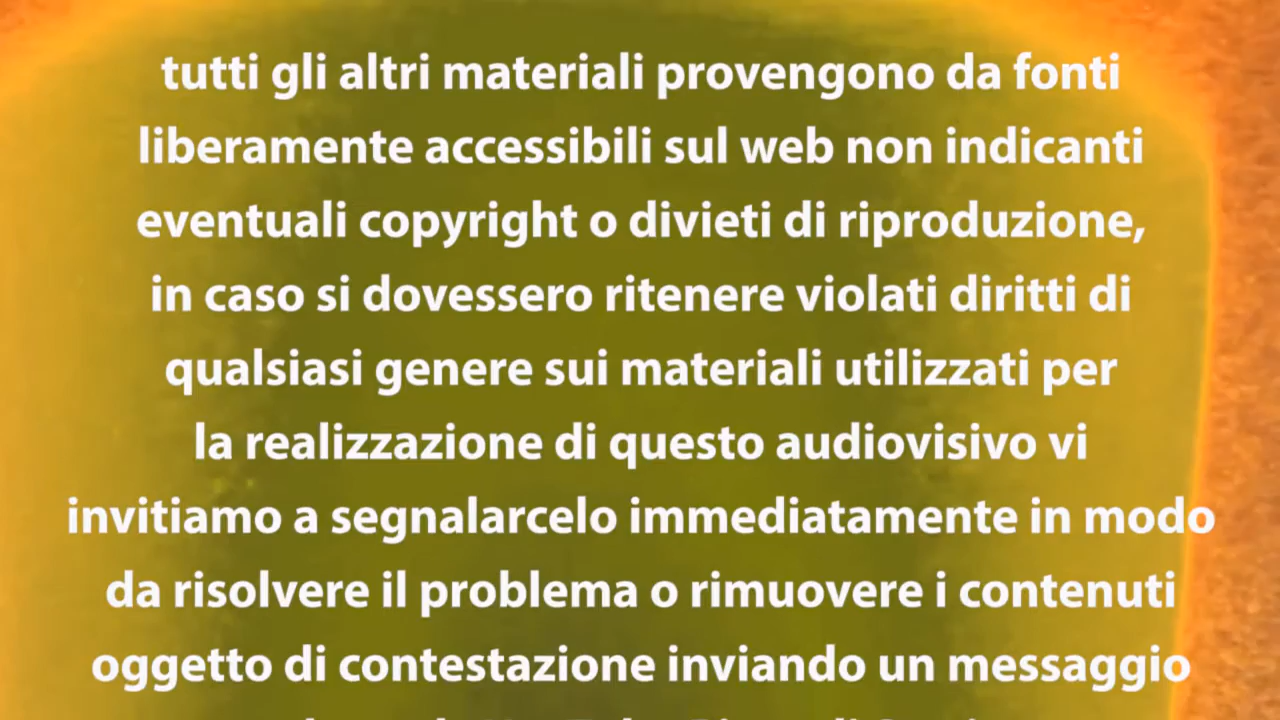 tutti gli altri materiali provengono da fonti
liberamente accessibili sul web non indicanti
eventuali copyright o divieti di riproduzione,
in caso si dovessero ritenere violati diritti di
qualsiasi genere sui materiali utilizzati per
la realizzazione di questo audiovisivo vi
invitiamo a segnalarcelo immediatamente in modo
da risolvere il problema o rimuovere i contenuti
oggetto di contestazione inviando un messaggio